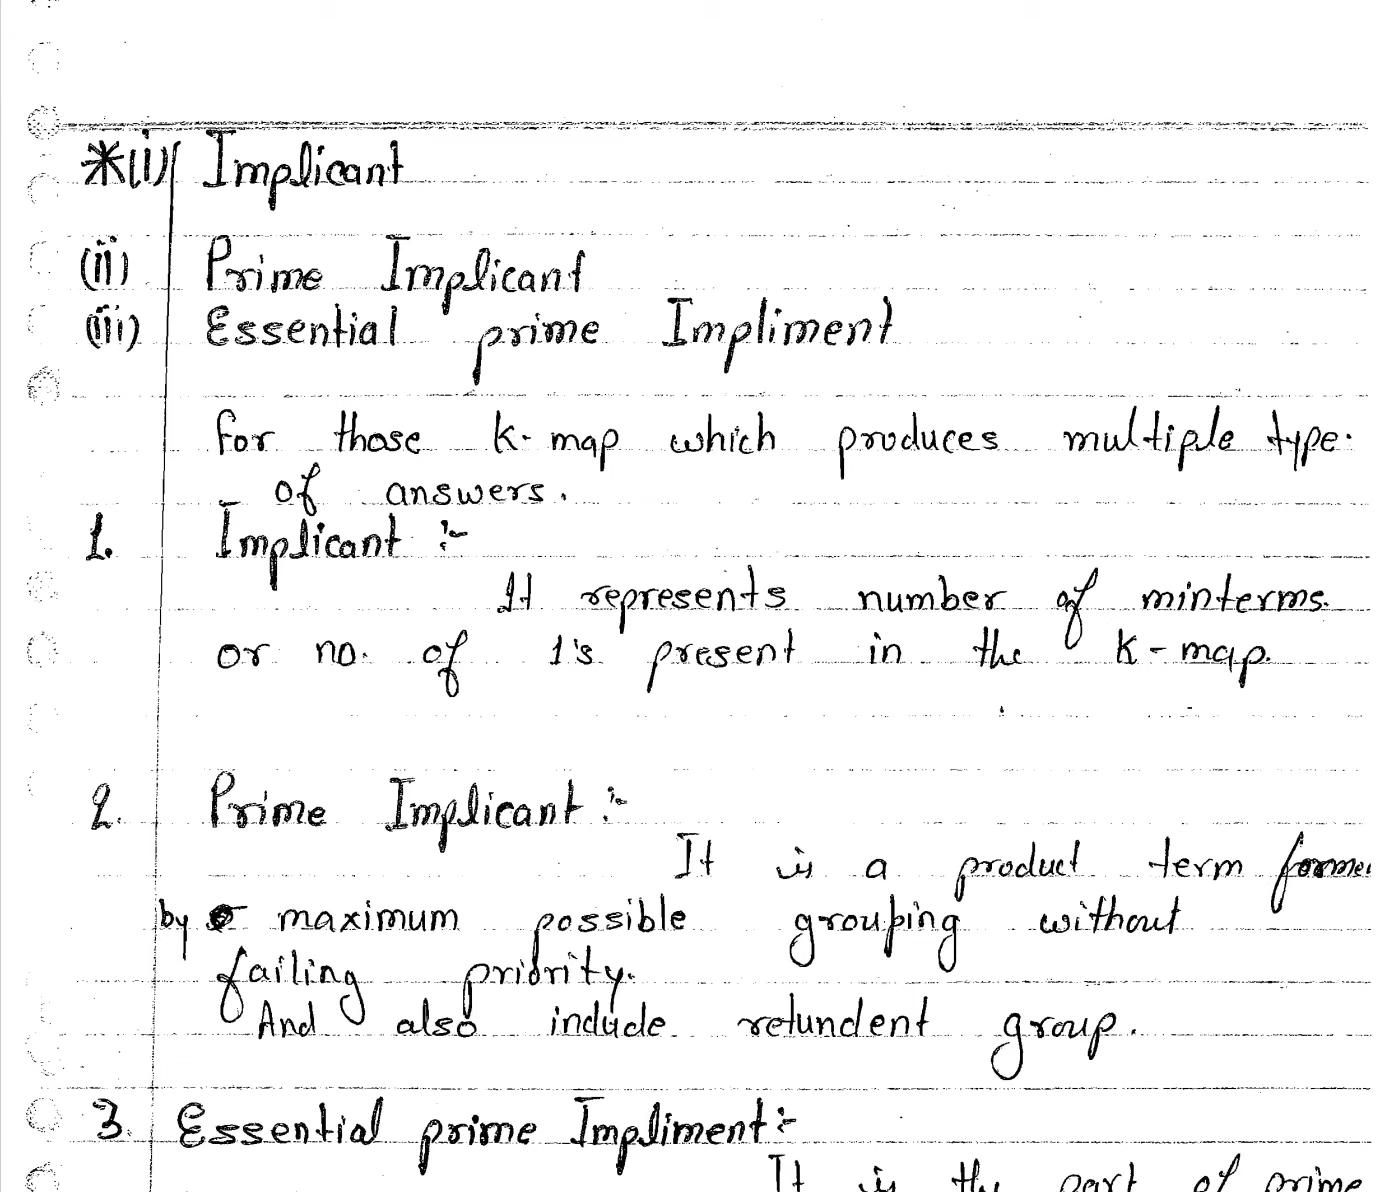 *(i) Implicant
(ii) Prime Implicant
(iii) Essential prime Impliment
for those K-map which produces multiple type.
of answers.
1. Implicant :-
It represents number of minterms.
or no. of 1's present in the K-map.
2. Prime Implicant :-
It is a product term forme
by maximum possible grouping without
failing priority.
And also include retundent group.
3. Essential prime Impliment :-
It is the part of prime